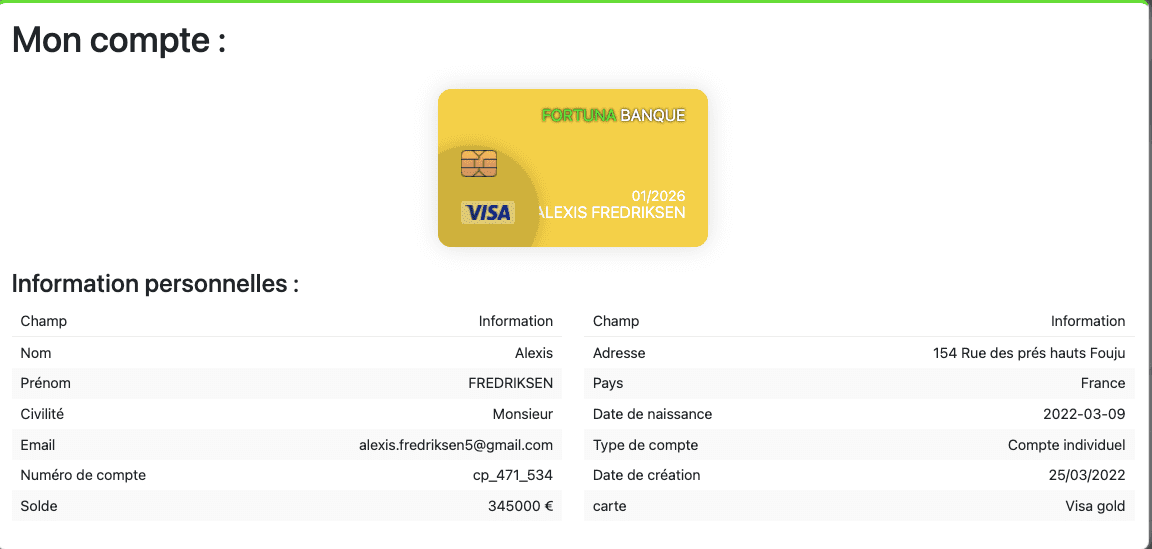 Mon compte :
FORTUNA BANQUE
01/2026
VISA ALEXIS FREDRIKSEN
Information personnelles :
Champ Information
Nom Alexis
Prénom FREDRIKSEN
Civilité Monsieur
Email alexis.fredriksen5@gmail.com
Numéro de compte cp_471_534
Solde 345000 €
Champ Information
Adresse 154 Rue des prés hauts Fouju
Pays France
Date de naissance 2022-03-09
Type de compte Compte individuel
Date de création 25/03/2022
carte Visa gold